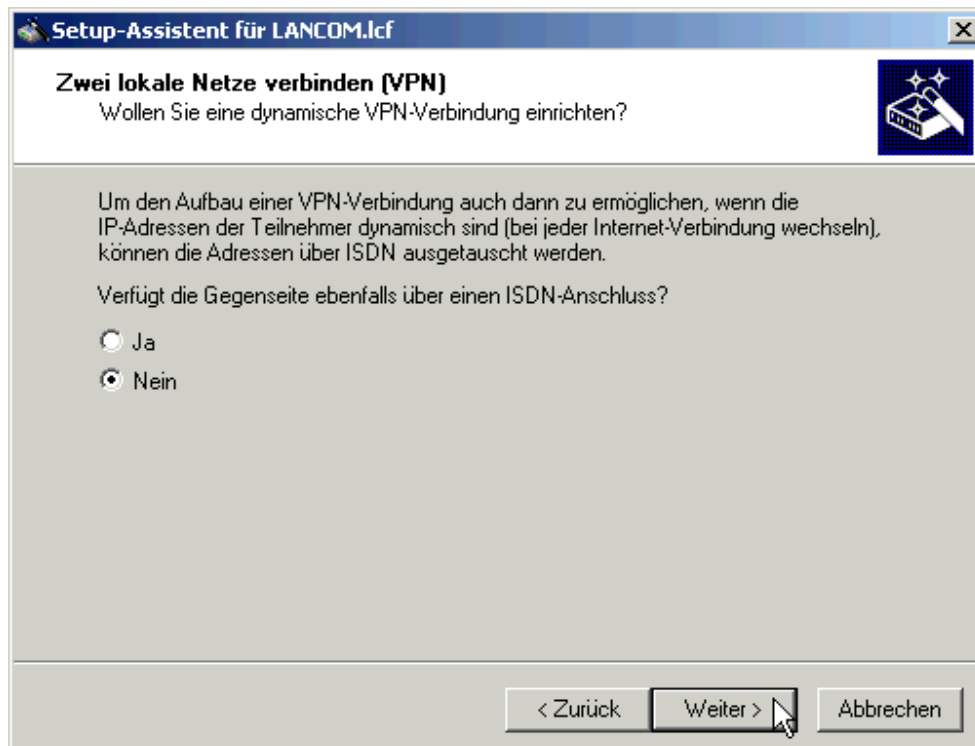 Setup-Assistent für LANCOM.lcf
Zwei lokale Netze verbinden (VPN)
Wollen Sie eine dynamische VPN-Verbindung einrichten?
Um den Aufbau einer VPN-Verbindung auch dann zu ermöglichen, wenn die
IP-Adressen der Teilnehmer dynamisch sind (bei jeder Internet-Verbindung wechseln),
können die Adressen über ISDN ausgetauscht werden.
Verfügt die Gegenseite ebenfalls über einen ISDN-Anschluss?
Ja
Nein
< Zurück
Weiter >
Abbrechen